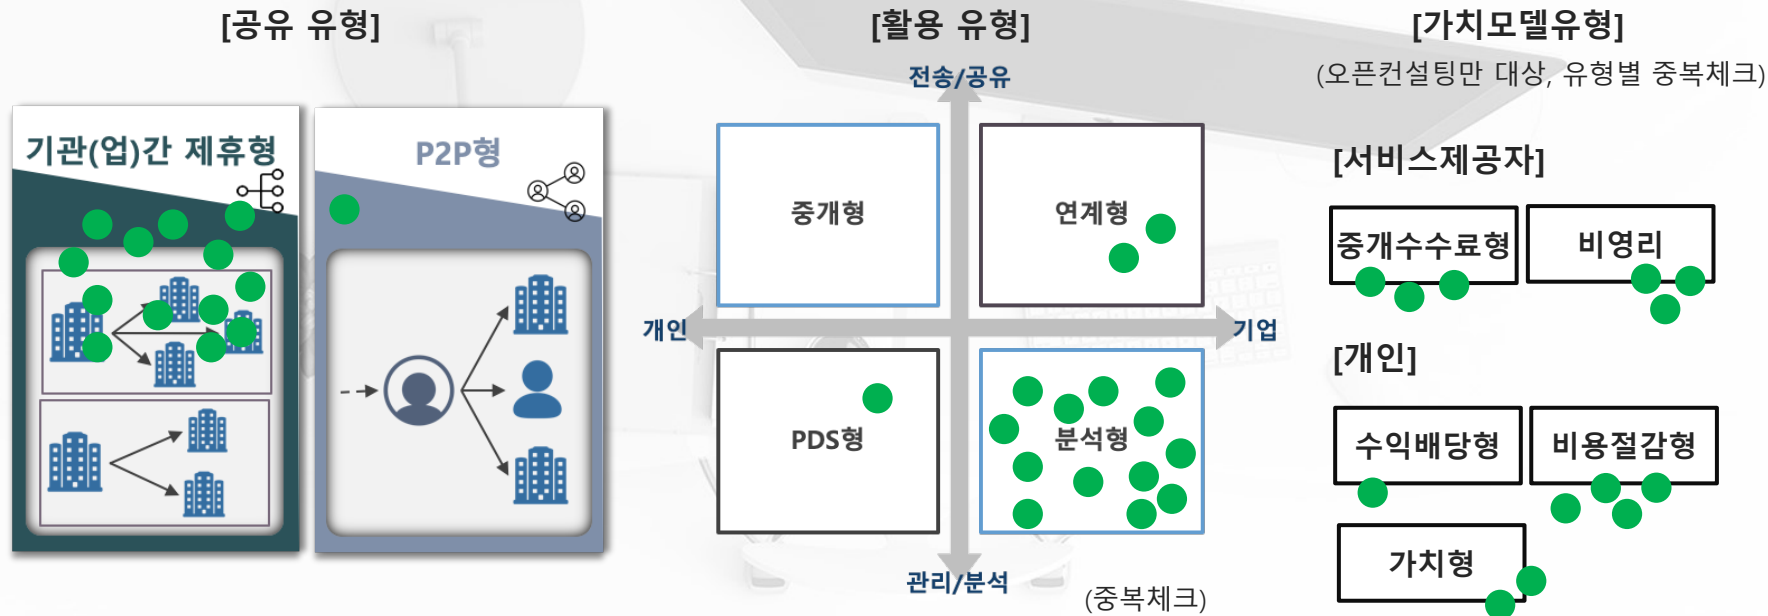 [공유 유형]
기관(업)간 제휴형
P2P형
[활용 유형]
전송/공유
중개형
연계형
개인
기업
PDS형
분석형
관리/분석
(중복체크)
[가치모델유형]
(오픈컨설팅만 대상, 유형별 중복체크)
[서비스제공자]
중개수수료형
비영리
[개인]
수익배당형
비용절감형
가치형